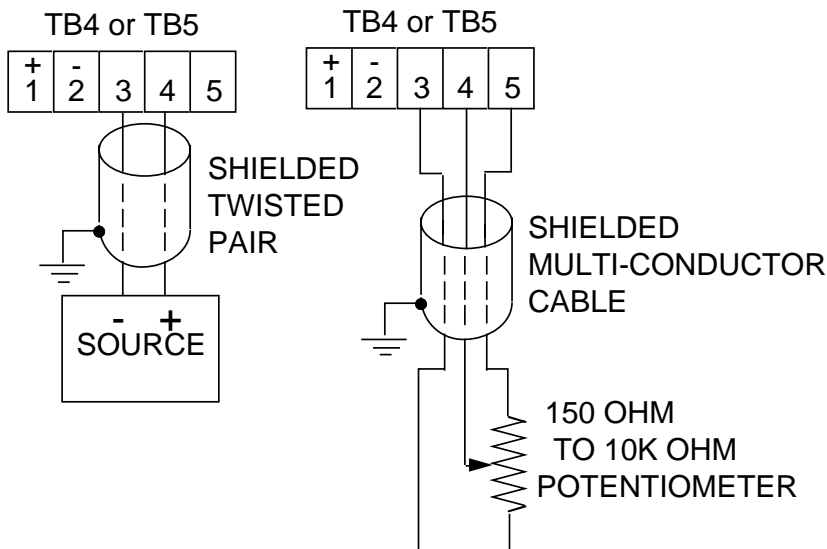 TB4 or TB5
+ -
1 2 3 4 5
SHIELDED
TWISTED
PAIR
- +
SOURCE
TB4 or TB5
+ -
1 2 3 4 5
SHIELDED
MULTI-CONDUCTOR
CABLE
150 OHM
TO 10K OHM
POTENTIOMETER